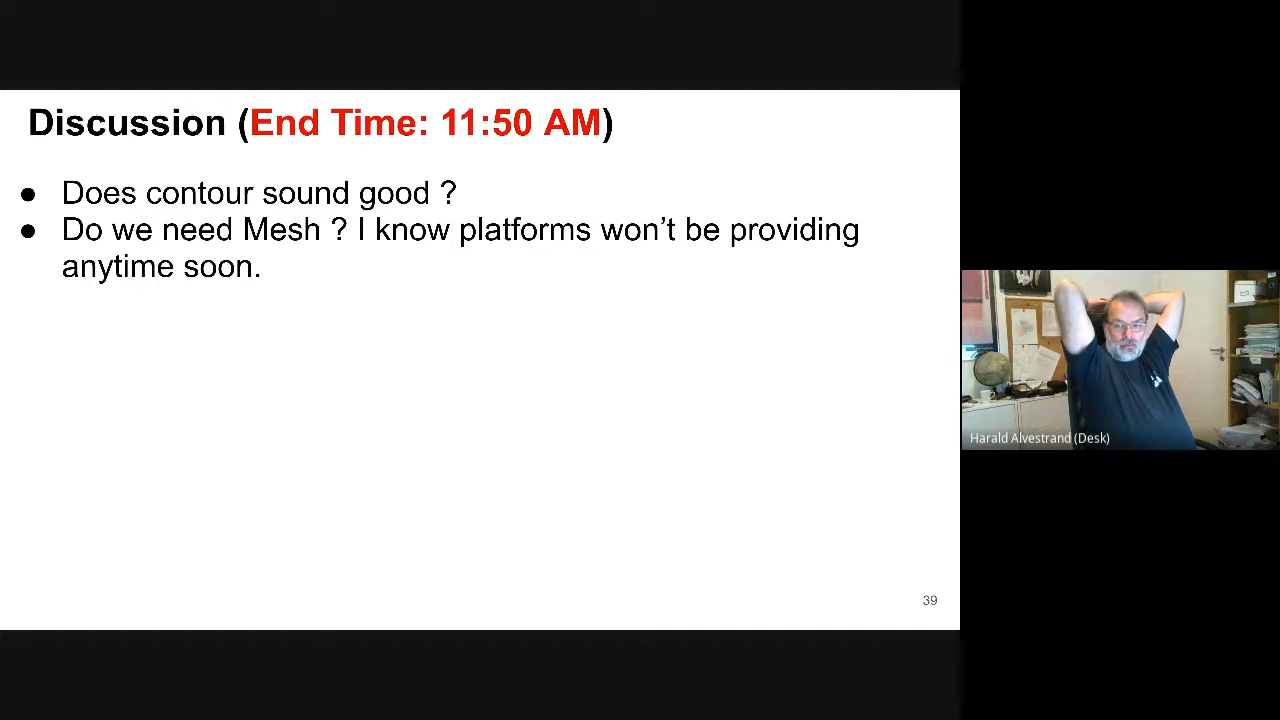 Discussion (End Time: 11:50 AM)
● Does contour sound good ?
● Do we need Mesh ? I know platforms won’t be providing
anytime soon.
Harald Alvestrand (Desk)
39